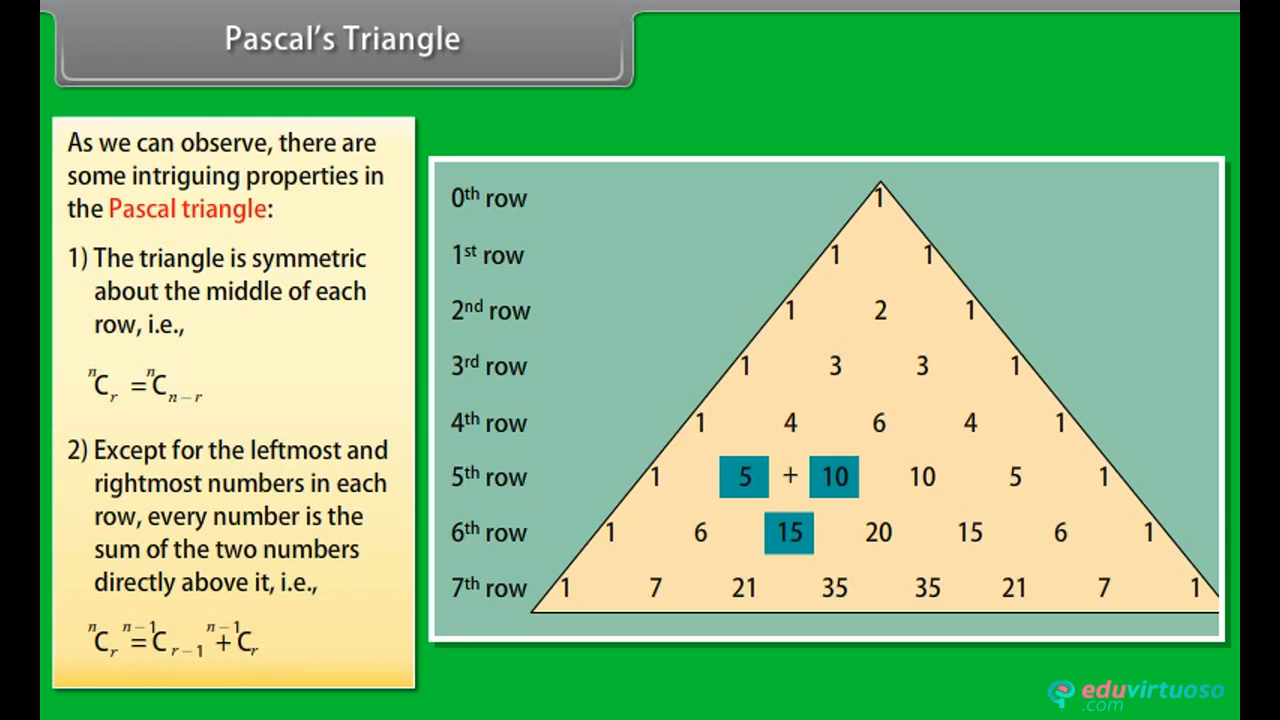 Pascal's Triangle
As we can observe, there are
some intriguing properties in
the Pascal triangle:
1) The triangle is symmetric
about the middle of each
row, i.e.,
ⁿCᵣ = ⁿCₙ₋ᵣ
2) Except for the leftmost and
rightmost numbers in each
row, every number is the
sum of the two numbers
directly above it, i.e.,
ⁿCᵣ = ⁿ⁻¹Cᵣ₋₁ + ⁿ⁻¹Cᵣ
0th row 1
1st row 1 1
2nd row 1 2 1
3rd row 1 3 3 1
4th row 1 4 6 4 1
5th row 1 5 + 10 10 5 1
6th row 1 6 15 20 15 6 1
7th row 1 7 21 35 35 21 7 1
eduvirtuoso
.com